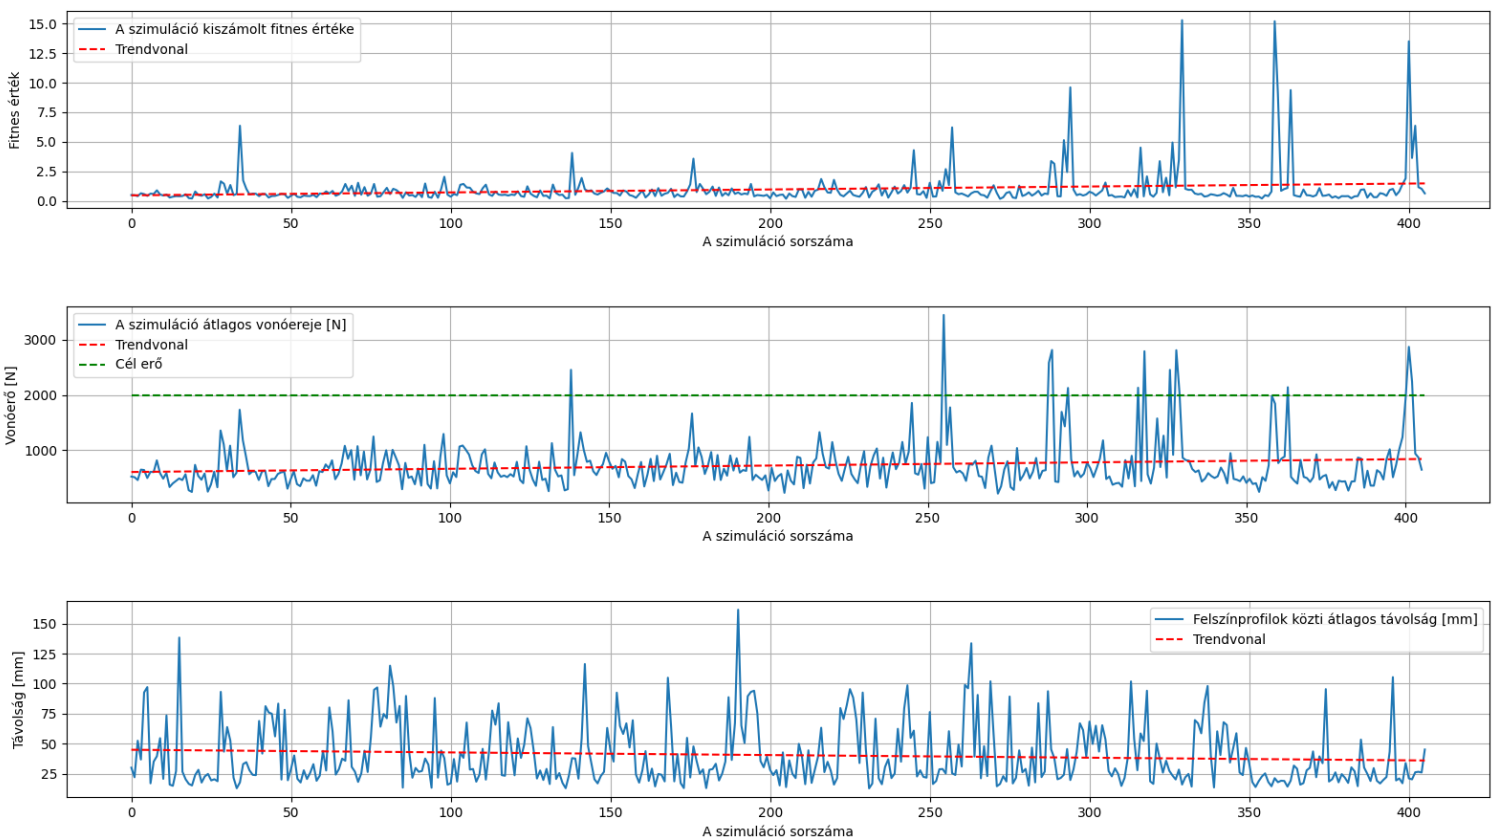 15.0
12.5
10.0
7.5
5.0
2.5
0.0
Fitnes érték
A szimuláció kiszámolt fitnes értéke
Trendvonal
0 50 100 150 200 250 300 350 400
A szimuláció sorszáma
3000
2000
1000
Vonóerő [N]
A szimuláció átlagos vonóereje [N]
Trendvonal
Cél erő
0 50 100 150 200 250 300 350 400
A szimuláció sorszáma
150
125
100
75
50
25
Távolság [mm]
Felszínprofilok közti átlagos távolság [mm]
Trendvonal
0 50 100 150 200 250 300 350 400
A szimuláció sorszáma